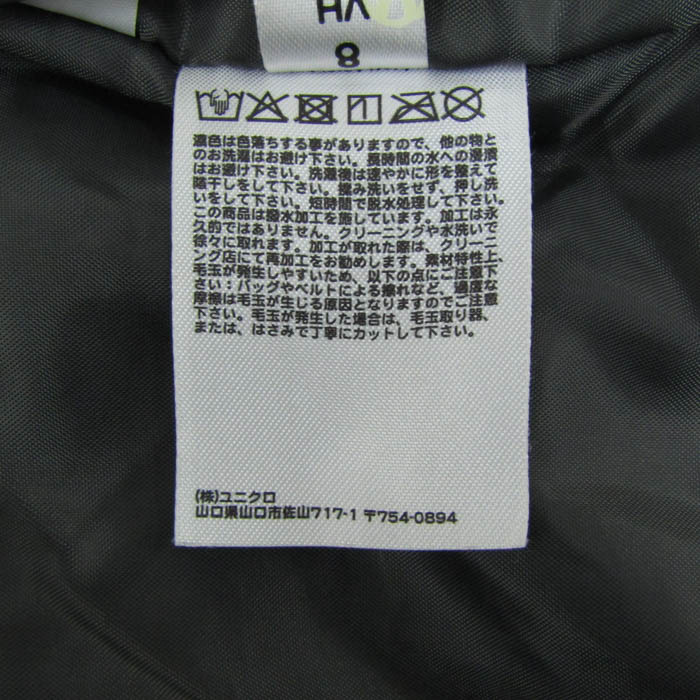 HA
8
濃色は色落ちする事がありますので、他の物と
のお洗濯はお避け下さい。長時間の水への浸漬
はお避け下さい。洗濯後は速やかに形を整えて
陰干しをして下さい。揉み洗いをせず、押し洗
いをして下さい。短時間で脱水処理して下さい。
この商品は撥水加工を施しています。加工は永
久的ではありません。クリーニングや水洗いで
徐々に取れます。加工が取れた際は、クリーニ
ング店にて再加工をお勧めします。素材特性上、
毛玉が発生しやすいため、以下の点にご注意下
さい：バッグやベルトによる擦れなど、過度な
摩擦は毛玉を生じる原因となりますのでご注意
下さい。毛玉が発生した場合は、毛玉取り器、
または、はさみで丁寧にカットして下さい。
(株)ユニクロ
山口県山口市佐山717-1 〒754-0894